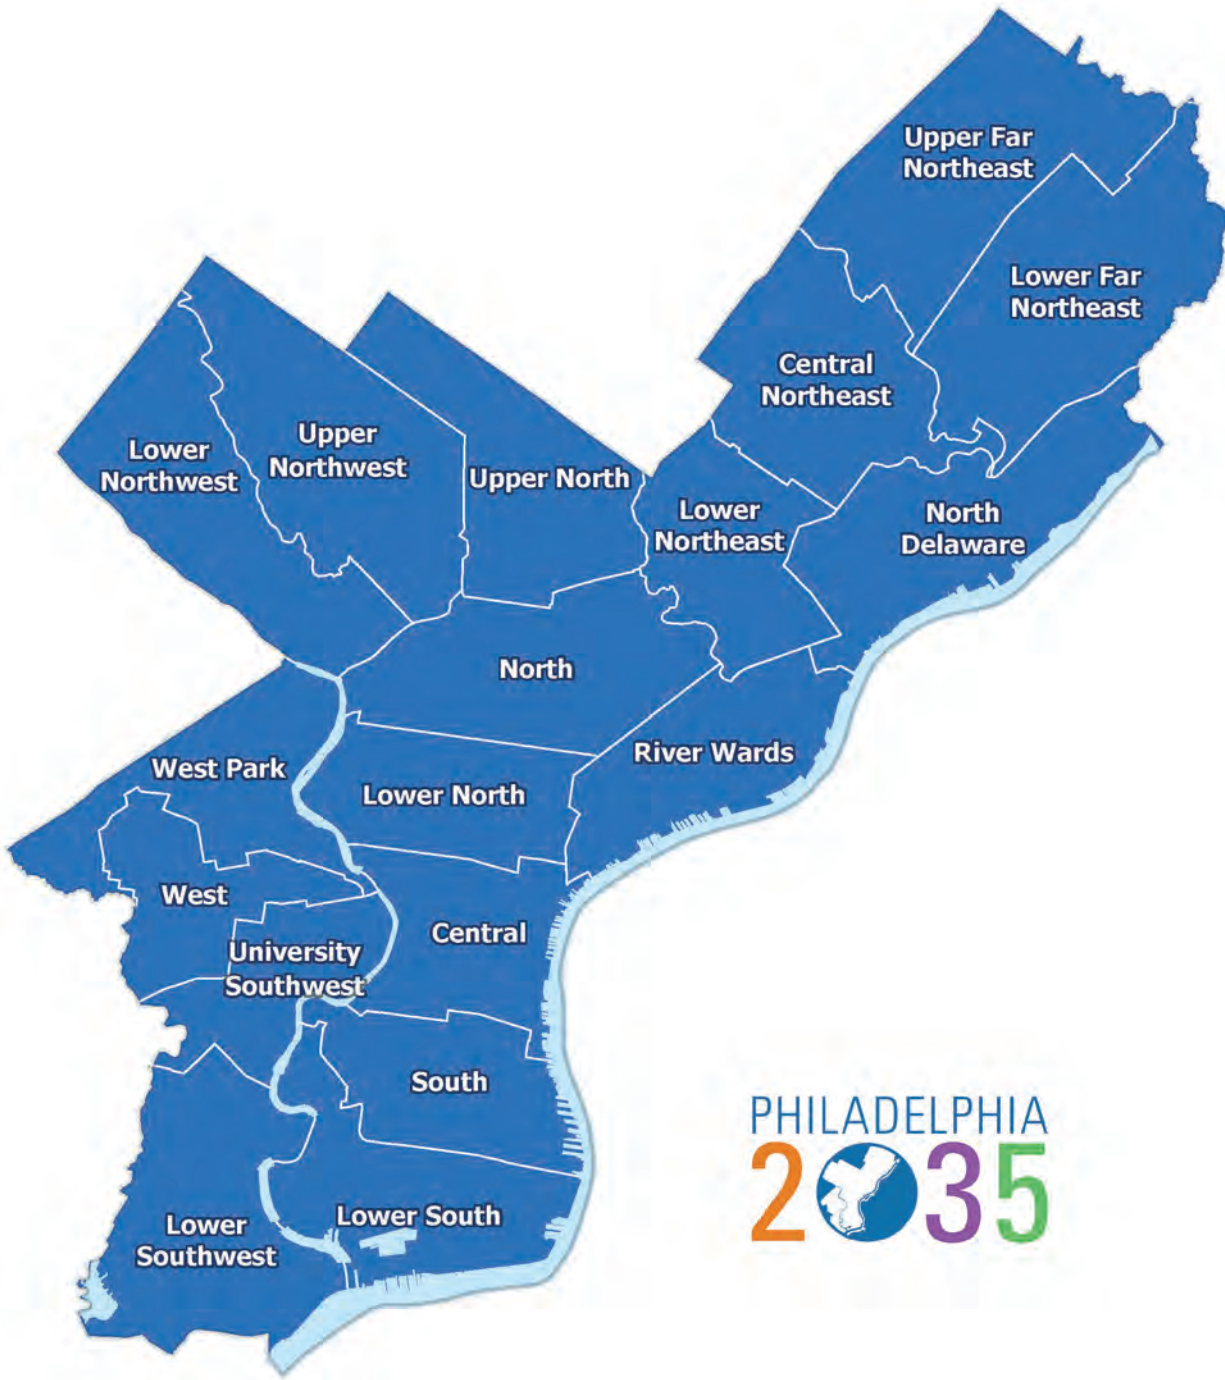 Upper Far
Northeast
Lower Far
Northeast
Central
Northeast
Upper
Northwest
Lower
Northwest
Upper North
Lower
Northeast
North
Delaware
North
River Wards
West Park
Lower North
West
Central
University
Southwest
South
Lower South
Lower
Southwest
PHILADELPHIA
2035